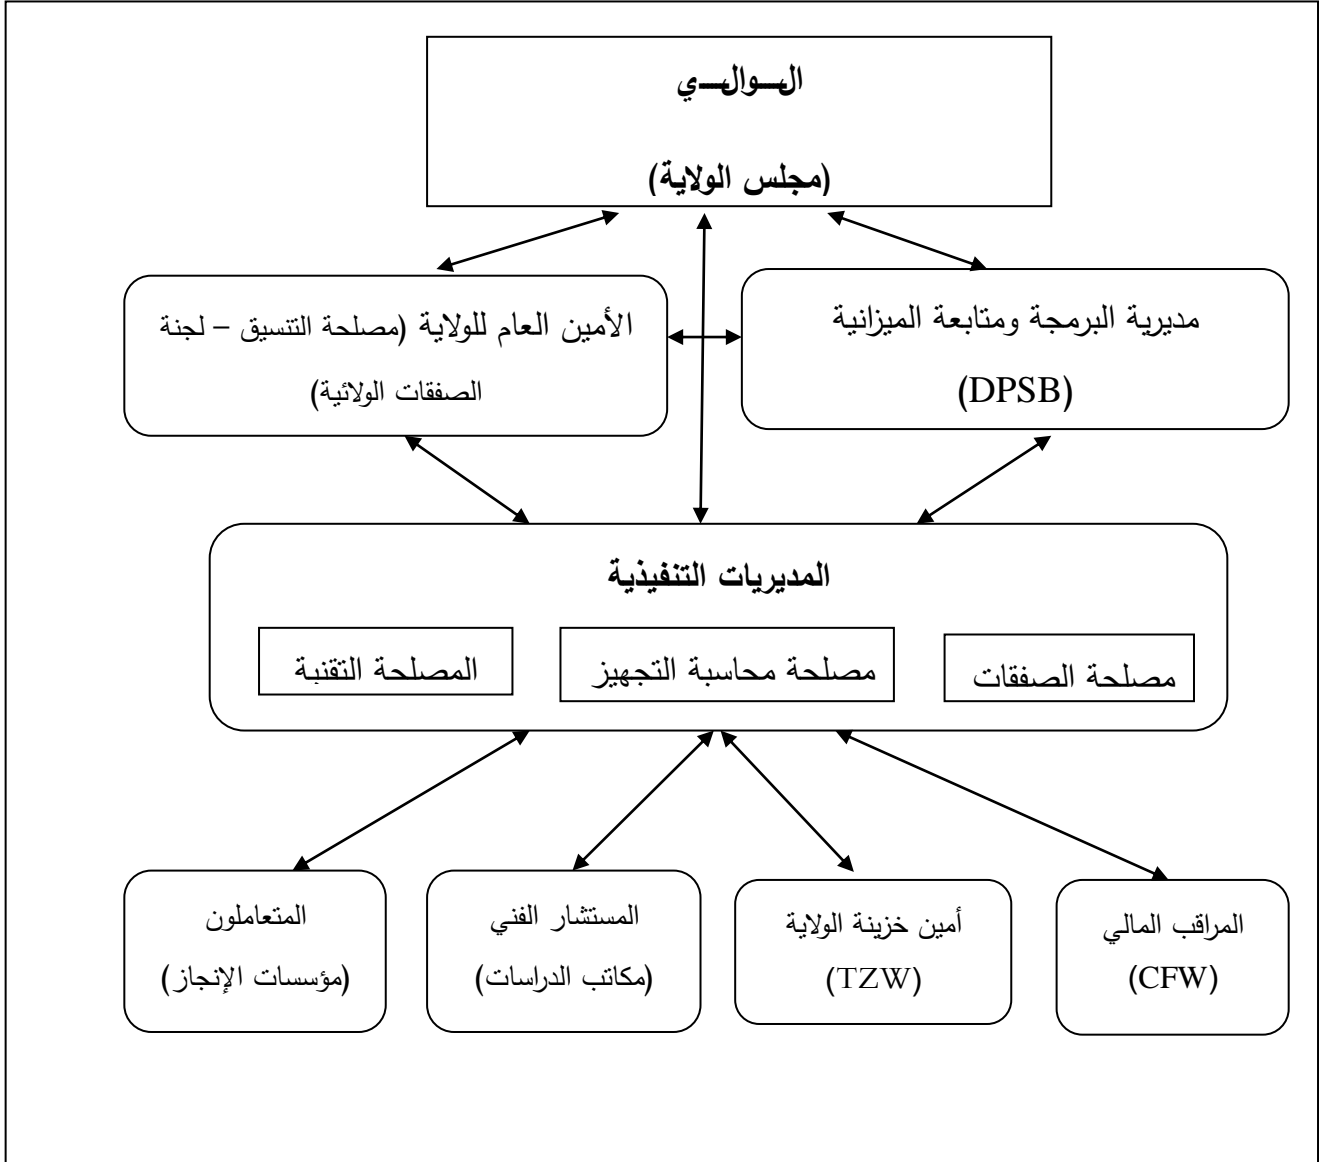 الـــوالـــي
(مجلس الولاية)
مديرية البرمجة ومتابعة الميزانية
(DPSB)
الأمين العام للولاية (مصلحة التنسيق – لجنة
الصفقات الولائية)
المديريات التنفيذية
مصلحة الصفقات
مصلحة محاسبة التجهيز
المصلحة التقنية
المراقب المالي
(CFW)
أمين خزينة الولاية
(TZW)
المستشار الفني
(مكاتب الدراسات)
المتعاملون
(مؤسسات الإنجاز)